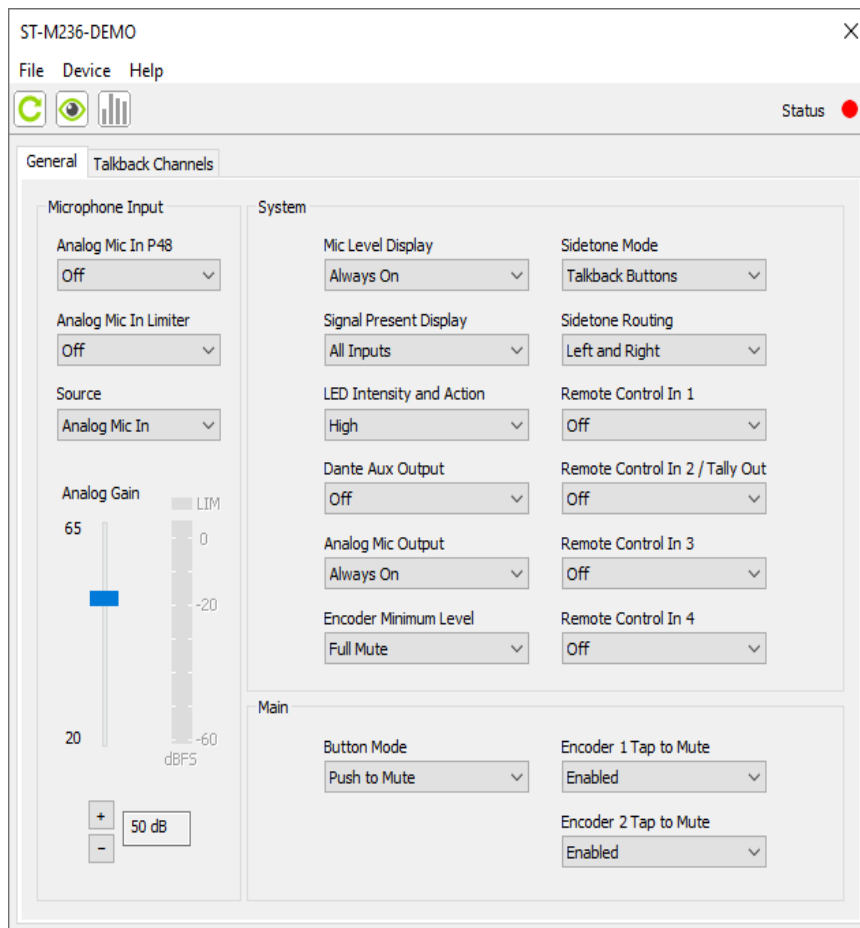 ST-M236-DEMO
File Device Help
Status
General Talkback Channels
Microphone Input
Analog Mic In P48
Off
Analog Mic In Limiter
Off
Source
Analog Mic In
Analog Gain
LIM
65
0
-20
20
-60
dBFS
+
50 dB
-
System
Mic Level Display
Always On
Signal Present Display
All Inputs
LED Intensity and Action
High
Dante Aux Output
Off
Analog Mic Output
Always On
Encoder Minimum Level
Full Mute
Sidetone Mode
Talkback Buttons
Sidetone Routing
Left and Right
Remote Control In 1
Off
Remote Control In 2 / Tally Out
Off
Remote Control In 3
Off
Remote Control In 4
Off
Main
Button Mode
Push to Mute
Encoder 1 Tap to Mute
Enabled
Encoder 2 Tap to Mute
Enabled